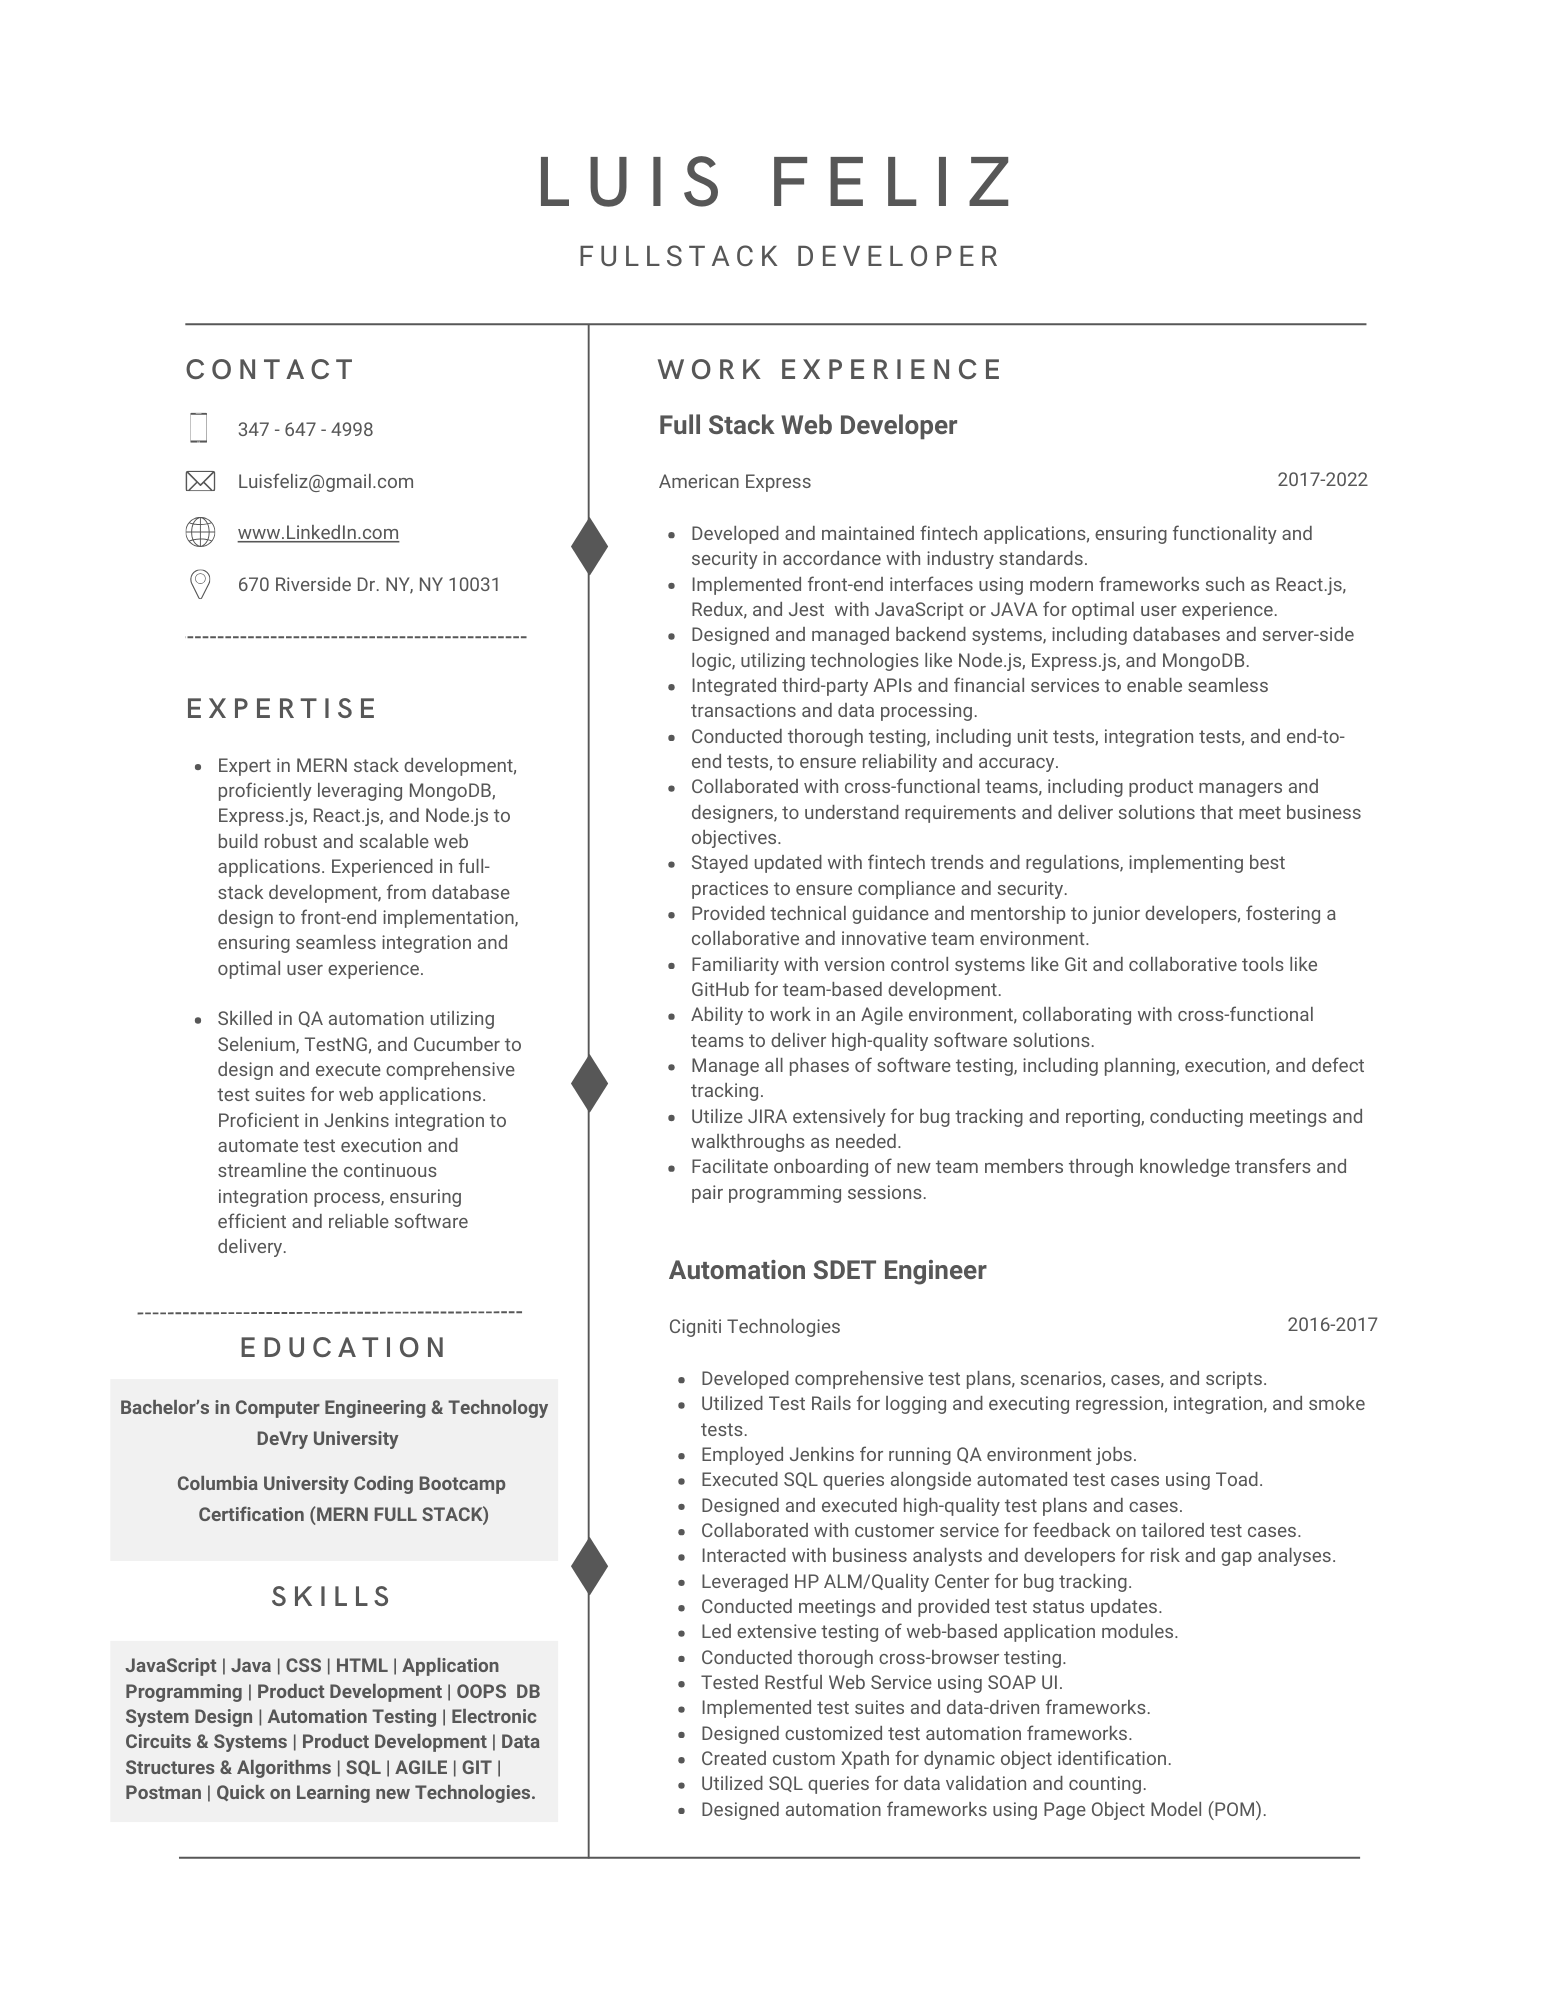 LUIS FELIZ
FULLSTACK DEVELOPER
CONTACT
347 - 647 - 4998
Luisfeliz@gmail.com
www.LinkedIn.com
670 Riverside Dr. NY, NY 10031
EXPERTISE
• Expert in MERN stack development,
proficiently leveraging MongoDB,
Express.js, React.js, and Node.js to
build robust and scalable web
applications. Experienced in full-
stack development, from database
design to front-end implementation,
ensuring seamless integration and
optimal user experience.
• Skilled in QA automation utilizing
Selenium, TestNG, and Cucumber to
design and execute comprehensive
test suites for web applications.
Proficient in Jenkins integration to
automate test execution and
streamline the continuous
integration process, ensuring
efficient and reliable software
delivery.
EDUCATION
Bachelor’s in Computer Engineering & Technology
DeVry University
Columbia University Coding Bootcamp
Certification (MERN FULL STACK)
SKILLS
JavaScript | Java | CSS | HTML | Application
Programming | Product Development | OOPS DB
System Design | Automation Testing | Electronic
Circuits & Systems | Product Development | Data
Structures & Algorithms | SQL | AGILE | GIT |
Postman | Quick on Learning new Technologies.
WORK EXPERIENCE
Full Stack Web Developer
American Express 2017-2022
• Developed and maintained fintech applications, ensuring functionality and
security in accordance with industry standards.
• Implemented front-end interfaces using modern frameworks such as React.js,
Redux, and Jest with JavaScript or JAVA for optimal user experience.
• Designed and managed backend systems, including databases and server-side
logic, utilizing technologies like Node.js, Express.js, and MongoDB.
• Integrated third-party APIs and financial services to enable seamless
transactions and data processing.
• Conducted thorough testing, including unit tests, integration tests, and end-to-
end tests, to ensure reliability and accuracy.
• Collaborated with cross-functional teams, including product managers and
designers, to understand requirements and deliver solutions that meet business
objectives.
• Stayed updated with fintech trends and regulations, implementing best
practices to ensure compliance and security.
• Provided technical guidance and mentorship to junior developers, fostering a
collaborative and innovative team environment.
• Familiarity with version control systems like Git and collaborative tools like
GitHub for team-based development.
• Ability to work in an Agile environment, collaborating with cross-functional
teams to deliver high-quality software solutions.
• Manage all phases of software testing, including planning, execution, and defect
tracking.
• Utilize JIRA extensively for bug tracking and reporting, conducting meetings and
walkthroughs as needed.
• Facilitate onboarding of new team members through knowledge transfers and
pair programming sessions.
Automation SDET Engineer
Cigniti Technologies 2016-2017
• Developed comprehensive test plans, scenarios, cases, and scripts.
• Utilized Test Rails for logging and executing regression, integration, and smoke
tests.
• Employed Jenkins for running QA environment jobs.
• Executed SQL queries alongside automated test cases using Toad.
• Designed and executed high-quality test plans and cases.
• Collaborated with customer service for feedback on tailored test cases.
• Interacted with business analysts and developers for risk and gap analyses.
• Leveraged HP ALM/Quality Center for bug tracking.
• Conducted meetings and provided test status updates.
• Led extensive testing of web-based application modules.
• Conducted thorough cross-browser testing.
• Tested Restful Web Service using SOAP UI.
• Implemented test suites and data-driven frameworks.
• Designed customized test automation frameworks.
• Created custom Xpath for dynamic object identification.
• Utilized SQL queries for data validation and counting.
• Designed automation frameworks using Page Object Model (POM).